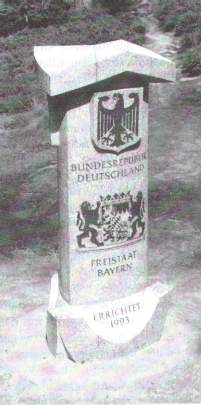 BUNDESREPUBLIK
DEUTSCHLAND
FREISTAAT
BAYERN
ERRICHTET
1993